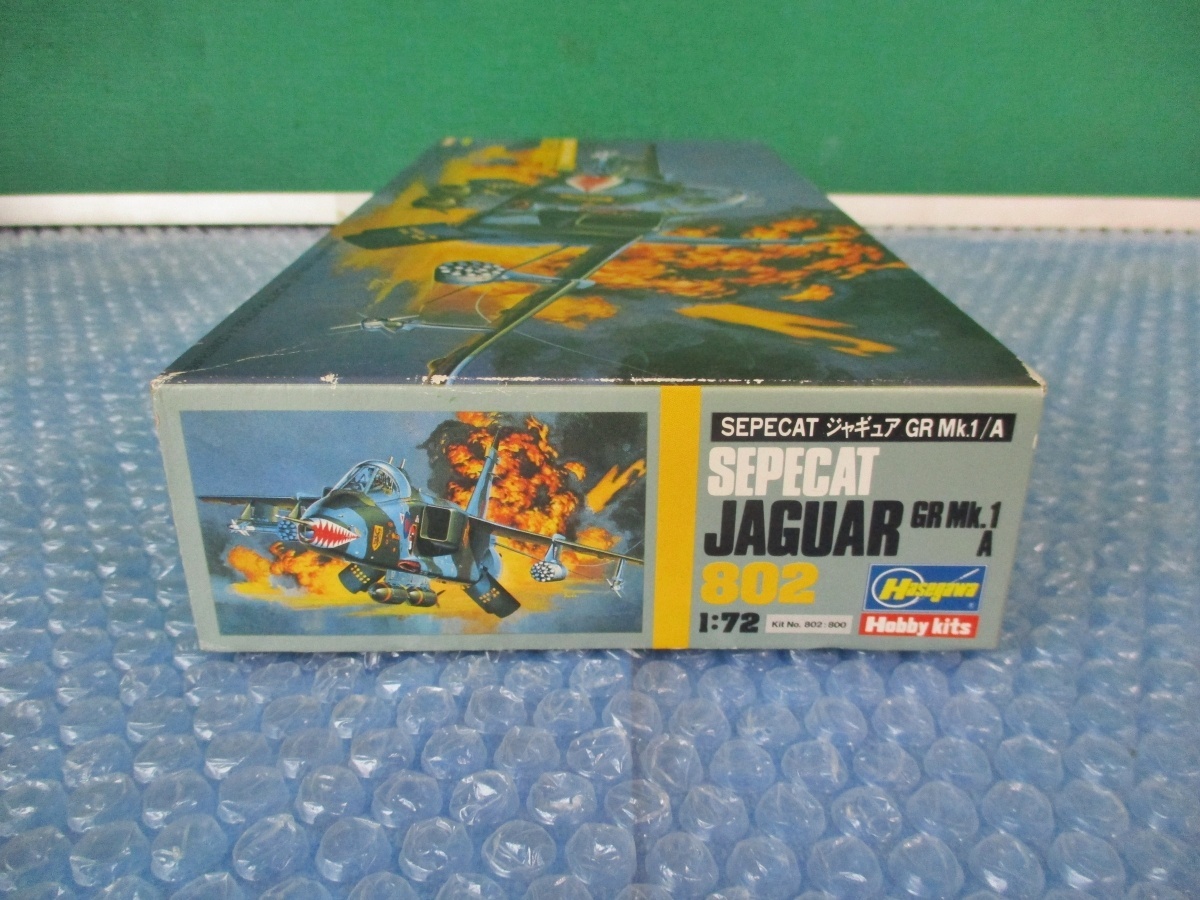 SEPECAT ジャギュア GR Mk.1/A
SEPECAT
JAGUAR GR Mk.1
A
802
1:72 Kit No. 802:800
Hasegawa
Hobby kits